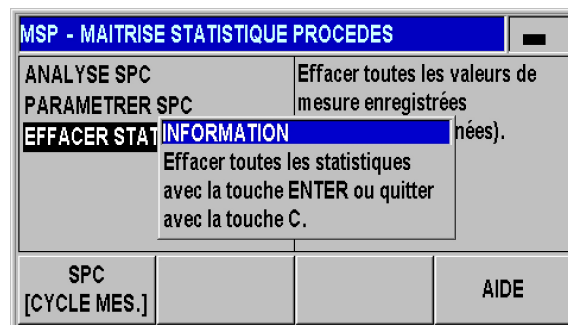 MSP - MAITRISE STATISTIQUE PROCEDES
ANALYSE SPC
PARAMETRER SPC
EFFACER STAT
Effacer toutes les valeurs de
mesure enregistrées
nées).
INFORMATION
Effacer toutes les statistiques
avec la touche ENTER ou quitter
avec la touche C.
SPC
[CYCLE MES.]
AIDE